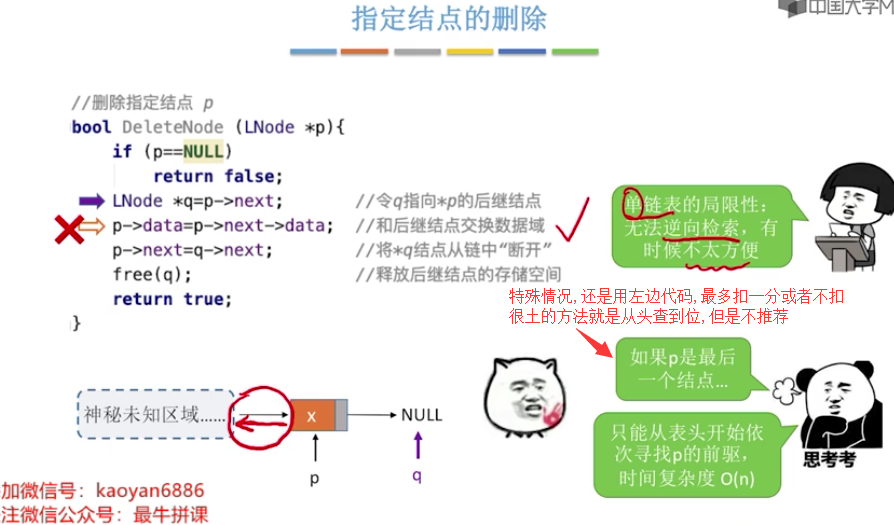 指定结点的删除
中国大学M
//删除指定结点 p
bool DeleteNode (LNode *p){
if (p==NULL)
return false;
LNode *q=p->next; //令q指向*p的后继结点
p->data=p->next->data; //和后继结点交换数据域
p->next=q->next; //将*q结点从链中“断开”
free(q); //释放后继结点的存储空间
return true;
}
单链表的局限性：
无法逆向检索，有
时候不太方便
特殊情况,还是用左边代码,最多扣一分或者不扣
很土的方法就是从头查到位,但是不推荐
如果p是最后
一个结点...
神秘未知区域......
x
NULL
p
q
只能从表头开始依
次寻找p的前驱，
时间复杂度 O(n)
思考考
加微信号：kaoyan6886
注微信公众号：最牛拼课